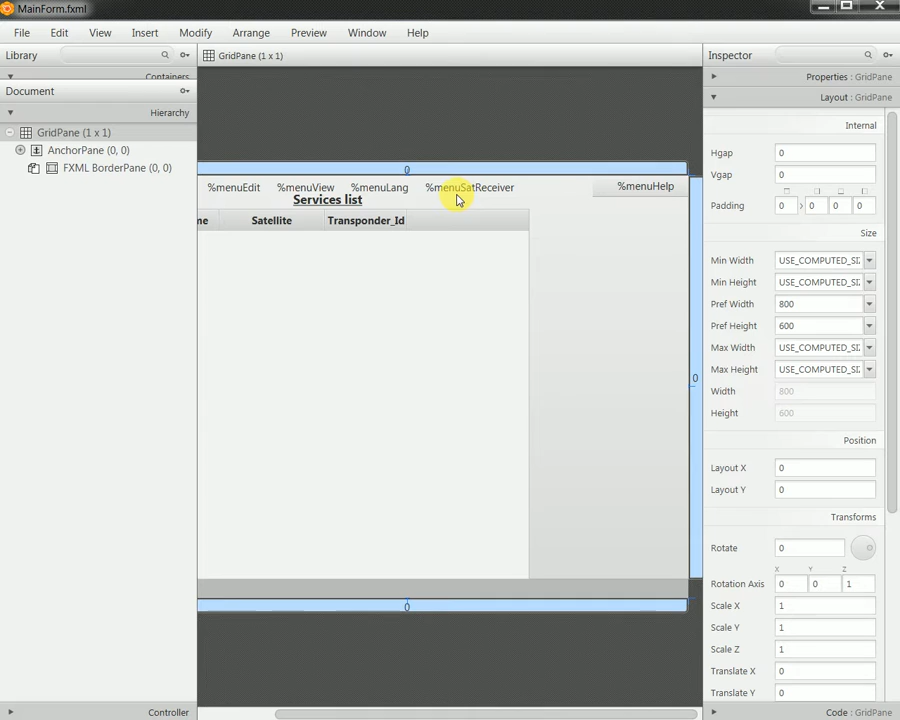 MainForm.fxml
File Edit View Insert Modify Arrange Preview Window Help
Library
GridPane (1 x 1)
Inspector
Containers
Properties : GridPane
Document
Layout : GridPane
Hierarchy
GridPane (1 x 1)
Internal
AnchorPane (0, 0)
Hgap 0
FXML BorderPane (0, 0)
0
Vgap 0
%menuEdit %menuView %menuLang %menuSatReceiver %menuHelp
Services list
Padding 0 0 0 0
me Satellite Transponder_Id
Size
Min Width USE_COMPUTED_SI
Min Height USE_COMPUTED_SI
Pref Width 800
Pref Height 600
Max Width USE_COMPUTED_SI
Max Height USE_COMPUTED_SI
0
Width 800
Height 600
Position
Layout X 0
Layout Y 0
Transforms
Rotate 0
X Y Z
Rotation Axis 0 0 1
0
Scale X 1
Scale Y 1
Scale Z 1
Translate X 0
Translate Y 0
Controller
Code : GridPane